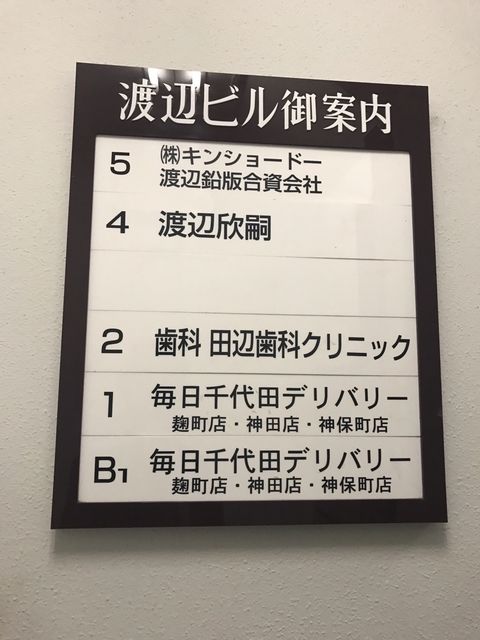 渡辺ビル御案内
5 ㈱キンショードー
渡辺鉛版合資会社
4 渡辺欣嗣
2 歯科 田辺歯科クリニック
1 毎日千代田デリバリー
麹町店・神田店・神保町店
B1 毎日千代田デリバリー
麹町店・神田店・神保町店